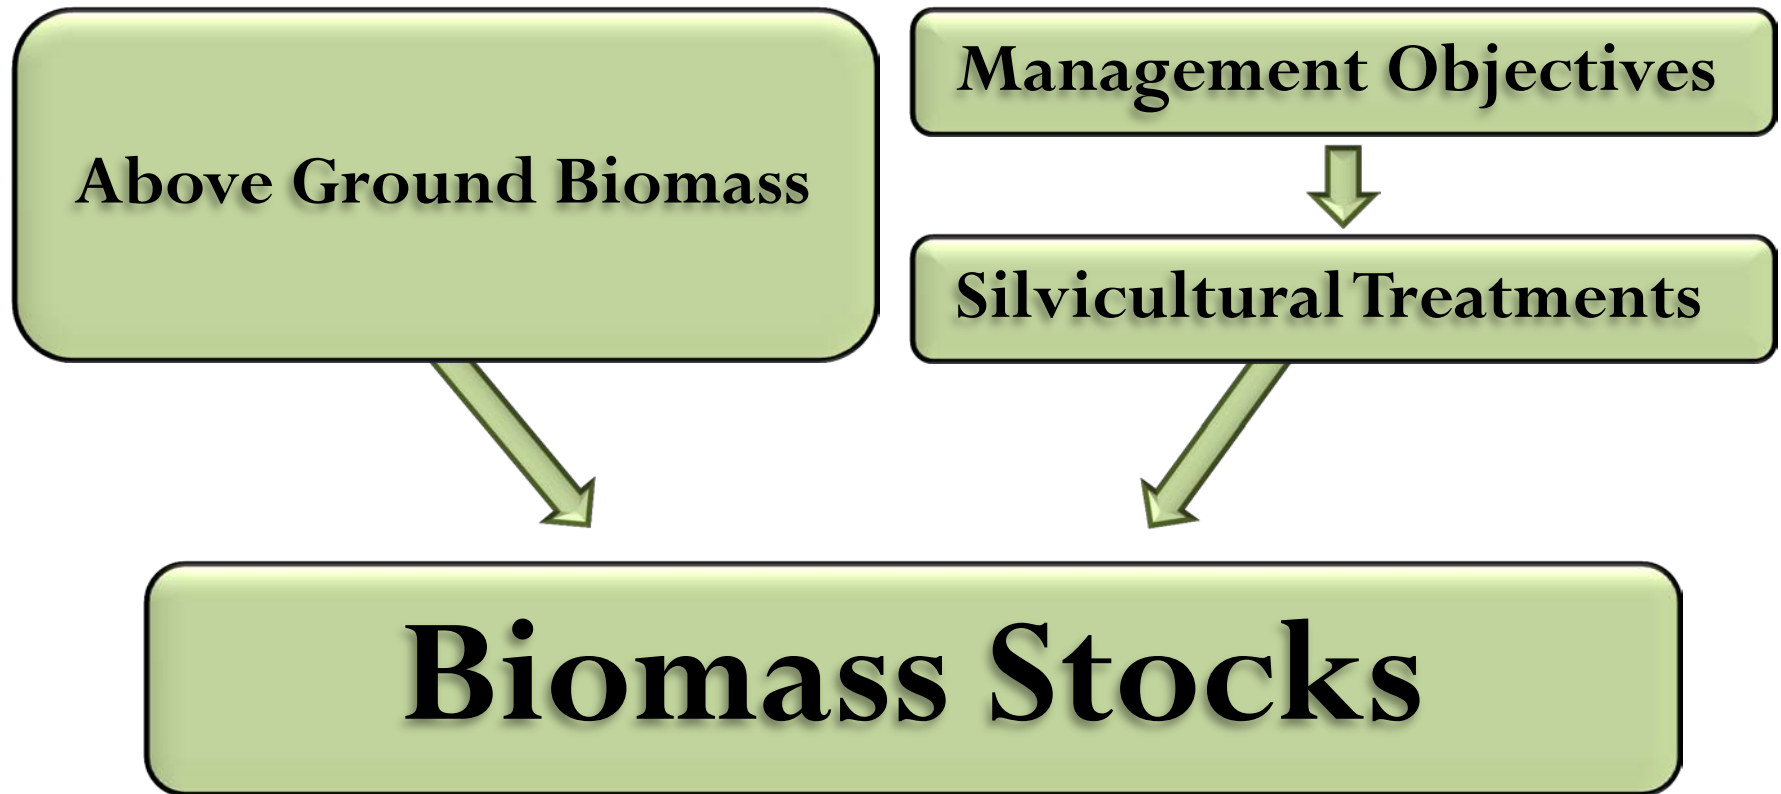 Above Ground Biomass
Management Objectives
Silvicultural Treatments
Biomass Stocks